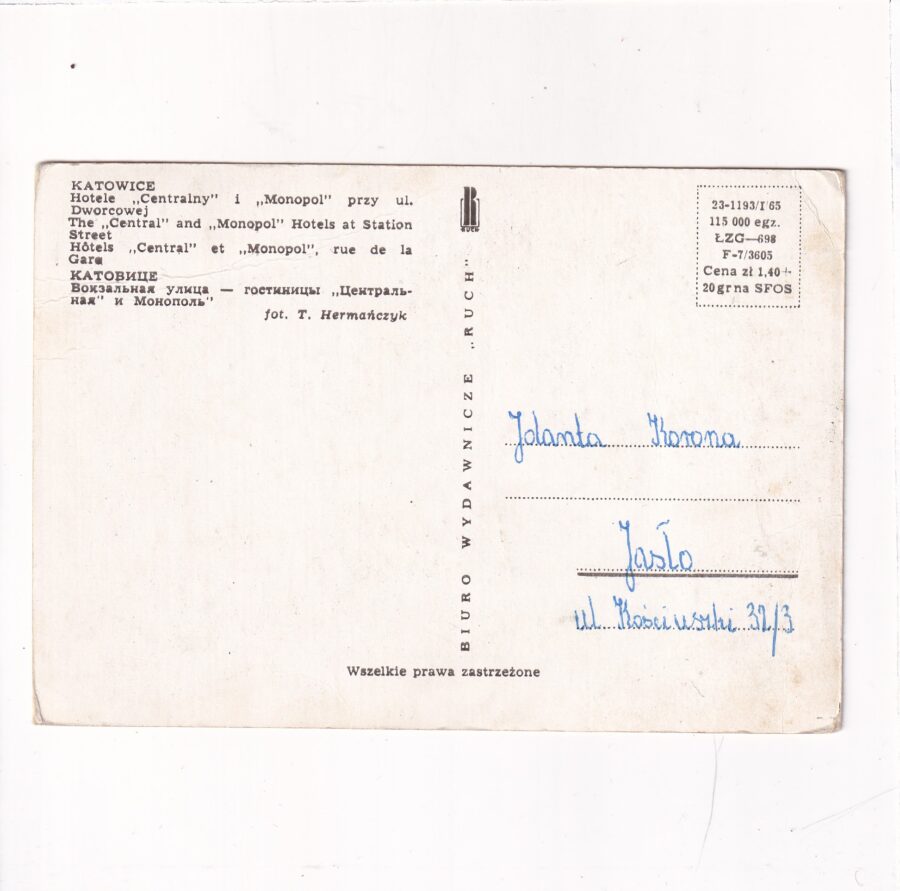 KATOWICE
Hotele „Centralny” i „Monopol” przy ul.
Dworcowej
The „Central” and „Monopol” Hotels at Station
Street
Hôtels „Central” et „Monopol”, rue de la
Gare
КАТОВИЦЕ
Вокзальная улица — гостиницы „Централь-
ная” и Монополь”
fot. T. Hermańczyk
RUCH
BIURO WYDAWNICZE „RUCH”
23-1193/I/65
115 000 egz.
ŁZG—698
F-7/3605
Cena zł 1,40+
20 gr na SFOS
Jolanta Korona
Jasło
ul. Kościuszki 32/3
Wszelkie prawa zastrzeżone